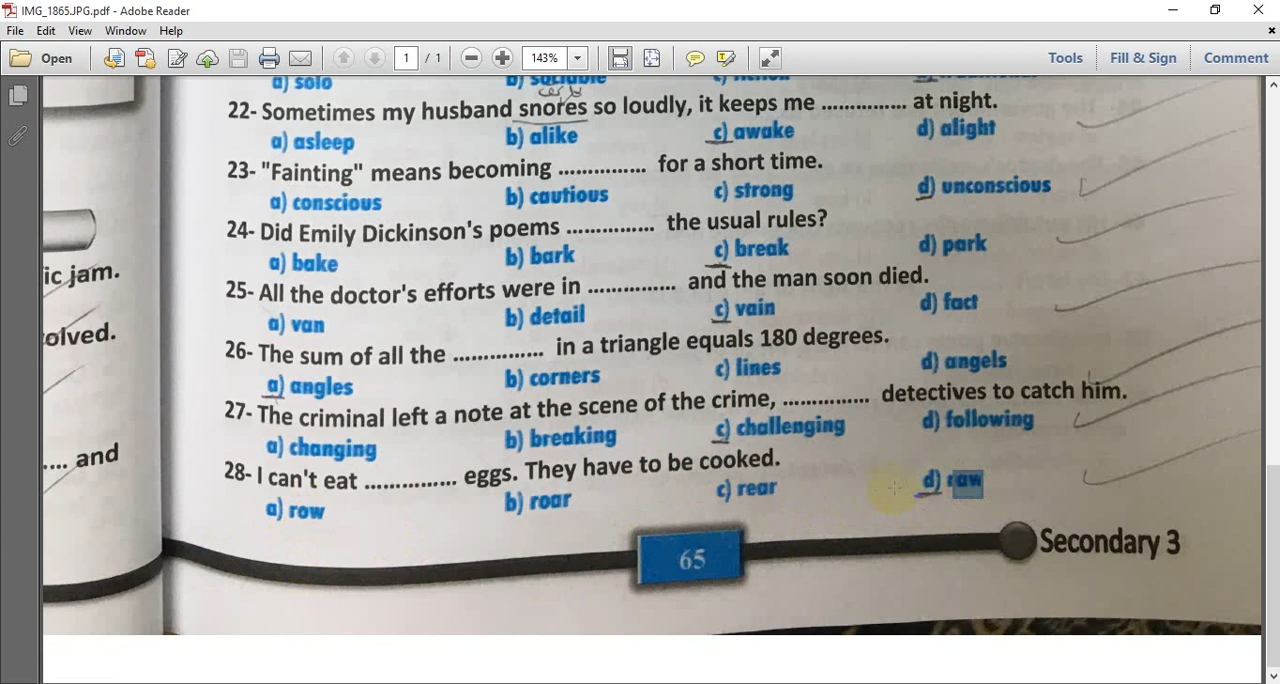 IMG_1865.JPG.pdf - Adobe Reader
File Edit View Window Help
Open 1 / 1 143% Tools Fill & Sign Comment
a) solo b) sociable
22- Sometimes my husband snores so loudly, it keeps me ............... at night.
a) asleep b) alike c) awake d) alight
23- "Fainting" means becoming ............... for a short time.
a) conscious b) cautious c) strong d) unconscious
24- Did Emily Dickinson's poems ............... the usual rules?
a) bake b) bark c) break d) park
25- All the doctor's efforts were in ............... and the man soon died.
a) van b) detail c) vain d) fact
26- The sum of all the ............... in a triangle equals 180 degrees.
a) angles b) corners c) lines d) angels
27- The criminal left a note at the scene of the crime, ............... detectives to catch him.
a) changing b) breaking c) challenging d) following
28- I can't eat ............... eggs. They have to be cooked.
a) row b) roar c) rear d) raw
65
Secondary 3
ic jam.
olved.
.... and